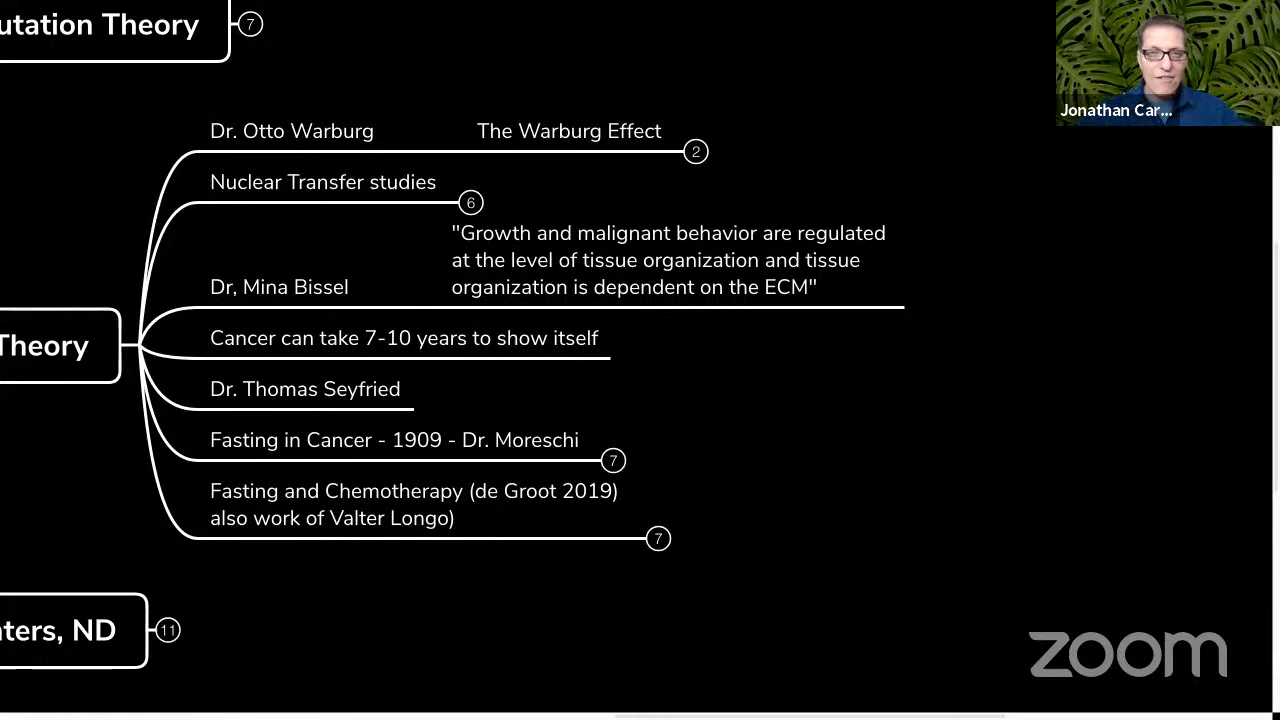 utation Theory
7
Jonathan Car...
Dr. Otto Warburg The Warburg Effect
2
Nuclear Transfer studies
6
"Growth and malignant behavior are regulated
at the level of tissue organization and tissue
Dr, Mina Bissel organization is dependent on the ECM"
Theory
Cancer can take 7-10 years to show itself
Dr. Thomas Seyfried
Fasting in Cancer - 1909 - Dr. Moreschi
7
Fasting and Chemotherapy (de Groot 2019)
also work of Valter Longo)
7
aters, ND
11
zoom